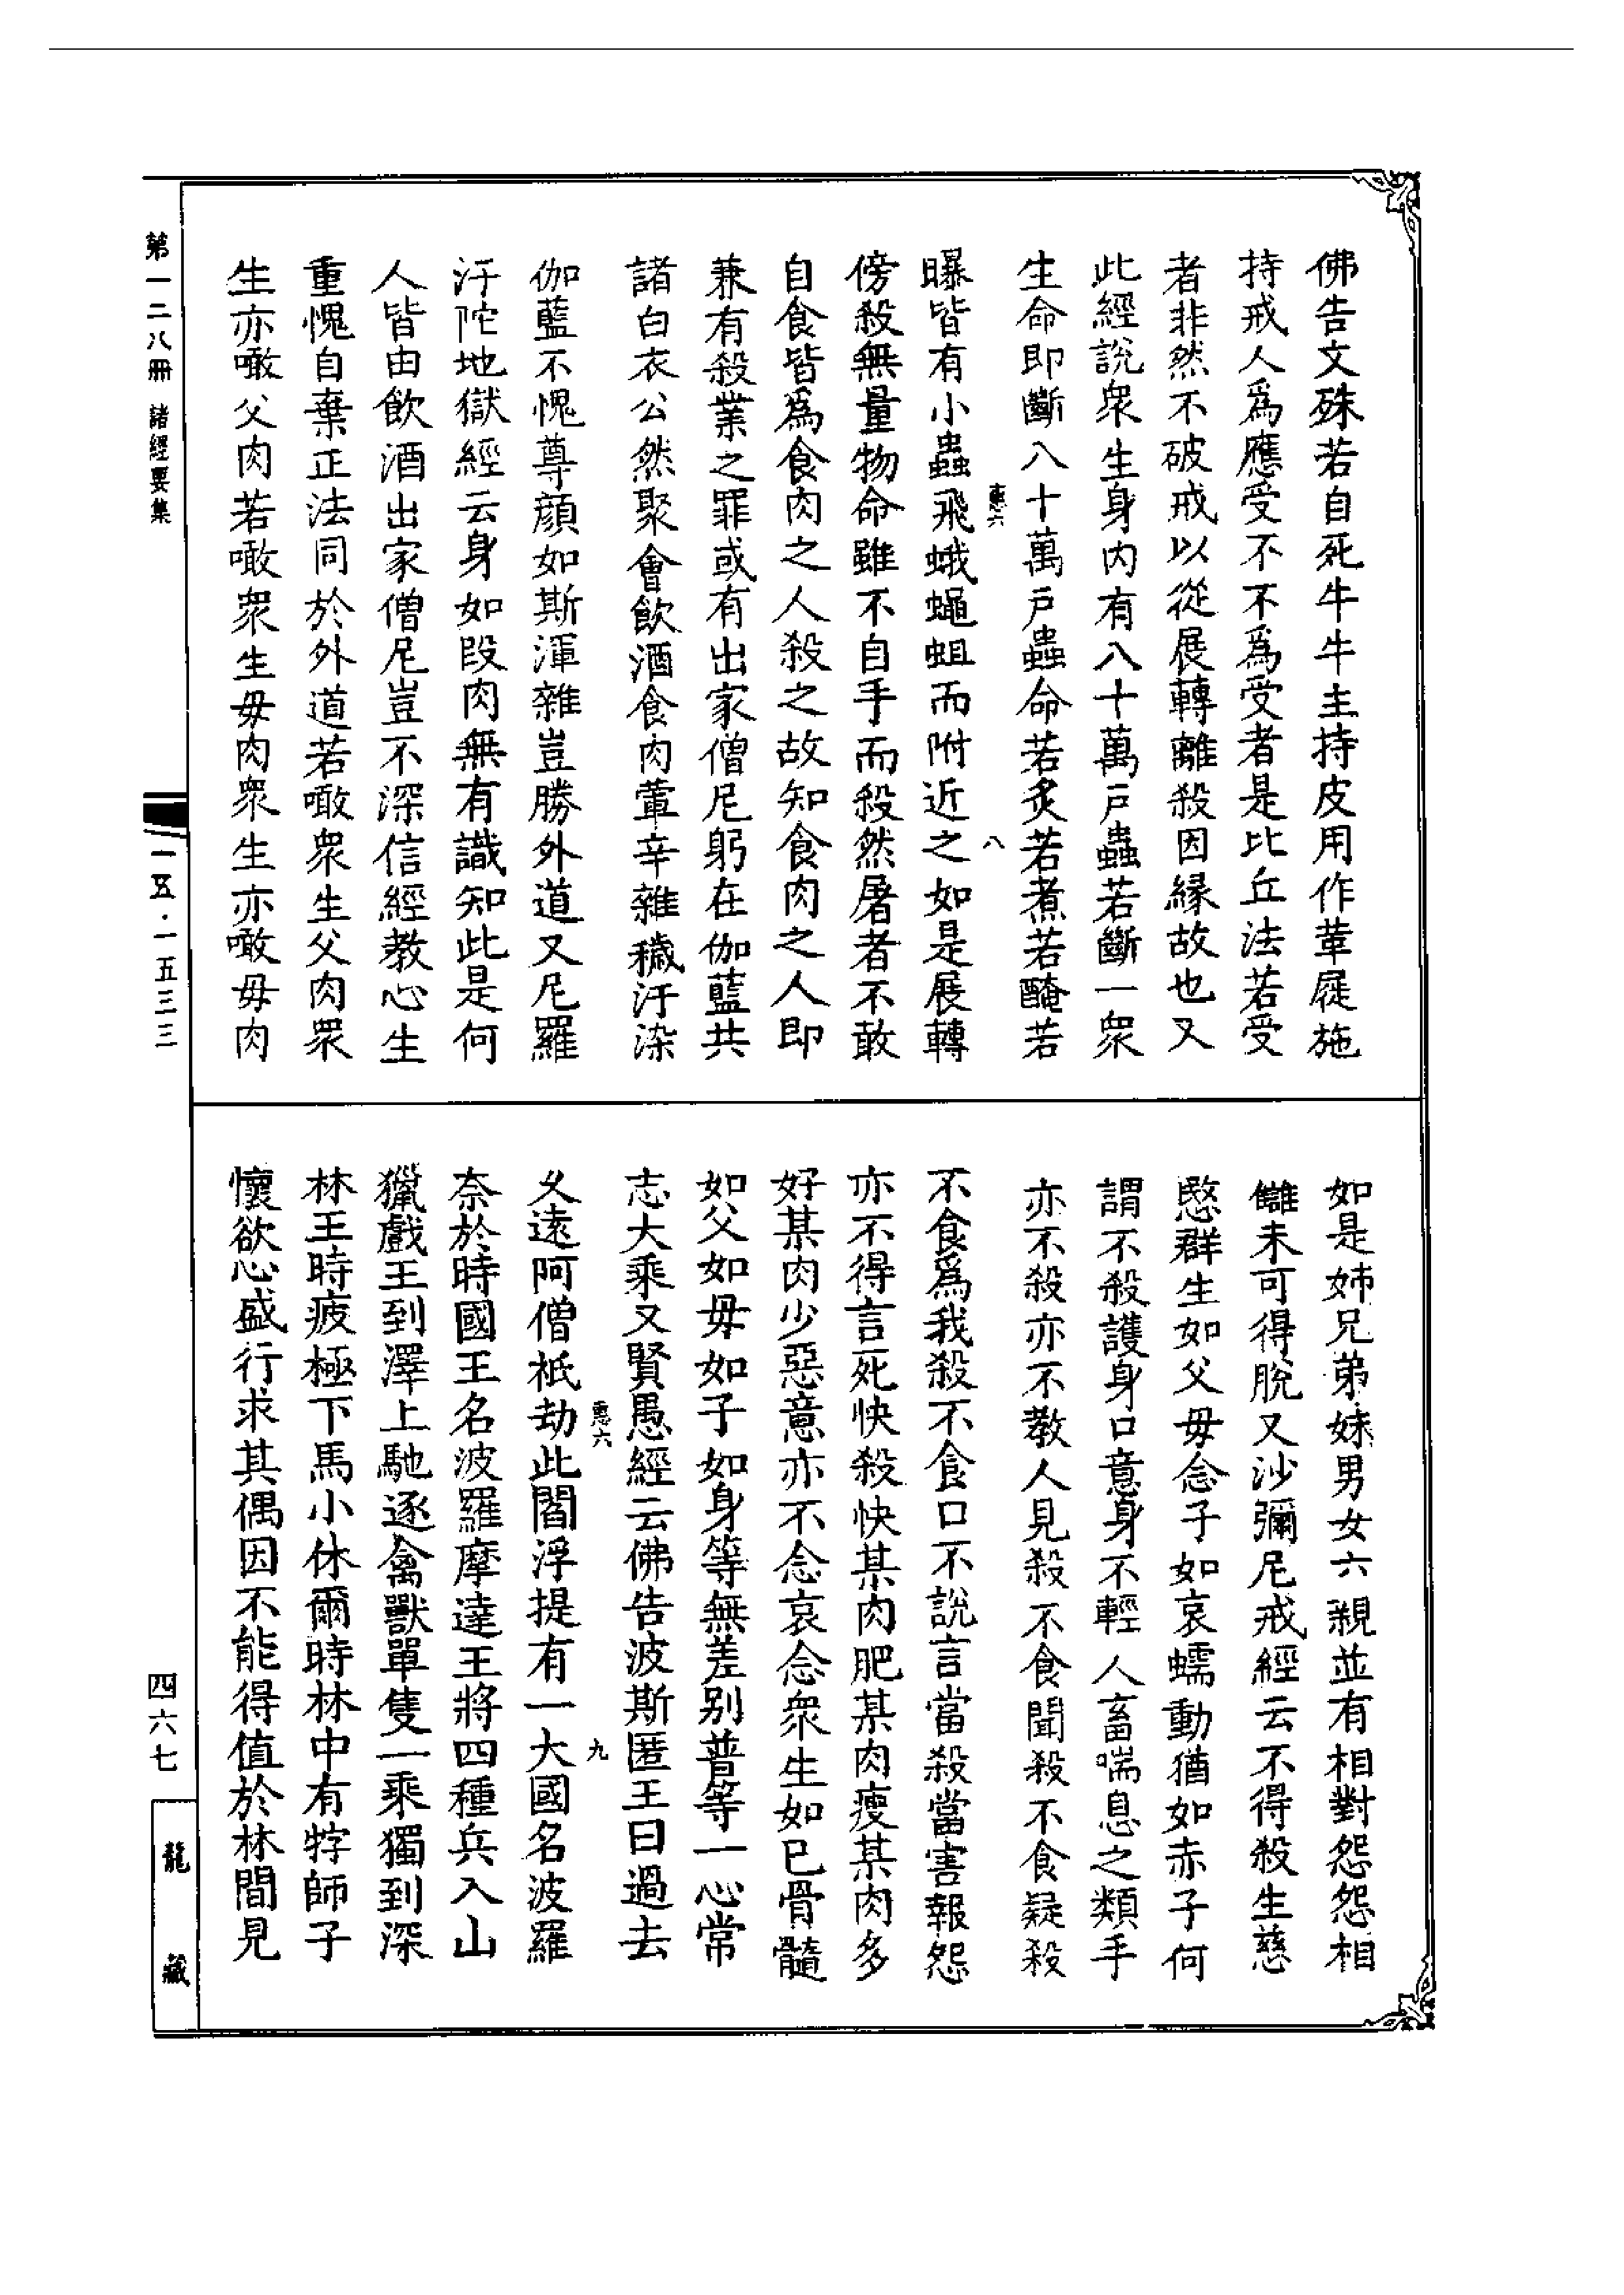 佛告文殊若自死牛牛主持皮用作革屣施
持戒人爲應受不不爲受者是比丘法若受
者非然不破戒以從展轉離殺因緣故也又
此經說眾生身內有八十萬戶蟲若斷一眾
生命即斷八十萬戶蟲命若炙若煮若醃若
惠六
八
曝皆有小蟲飛蛾蠅蛆而附近之如是展轉
傍殺無量物命雖不自手而殺然屠者不敢
自食皆爲食肉之人殺之故知食肉之人即
兼有殺業之罪或有出家僧尼躬在伽藍共
諸白衣公然聚會飲酒食肉葷辛雜穢汙染
伽藍不愧尊顏如斯渾雜豈勝外道又尼羅
汙陀地獄經云身如段肉無有識知此是何
人皆由飲酒出家僧尼豈不深信經教心生
重愧自棄正法同於外道若噉眾生父肉眾
生亦噉父肉若噉眾生毋肉眾生亦噉毋肉
如是姉兄弟妹男女六親並有相對怨怨相
讎未可得脫又沙彌尼戒經云不得殺生慈
愍群生如父毋念子如哀蠕動猶如赤子何
謂不殺護身口意身不輕人畜喘息之類手
亦不殺亦不教人見殺不食聞殺不食疑殺
不食爲我殺不食口不說言當殺當害報怨
亦不得言死快殺快某肉肥某肉瘦某肉多
好某肉少惡意亦不念哀念眾生如已骨髓
如父如毋如子如身等無差別普等一心常
志大乘又賢愚經云佛告波斯匿王曰過去
惠六
九
久遠阿僧祇劫此閻浮提有一大國名波羅
奈於時國王名波羅摩達王將四種兵入山
獵戲王到澤上馳逐禽獸單隻一乘獨到深
林王時疲極下馬小休爾時林中有牸師子
懷欲心盛行求其偶因不能得值於林間見
第一二八冊 諸經要集
一五·一五三三
四六七
龍藏